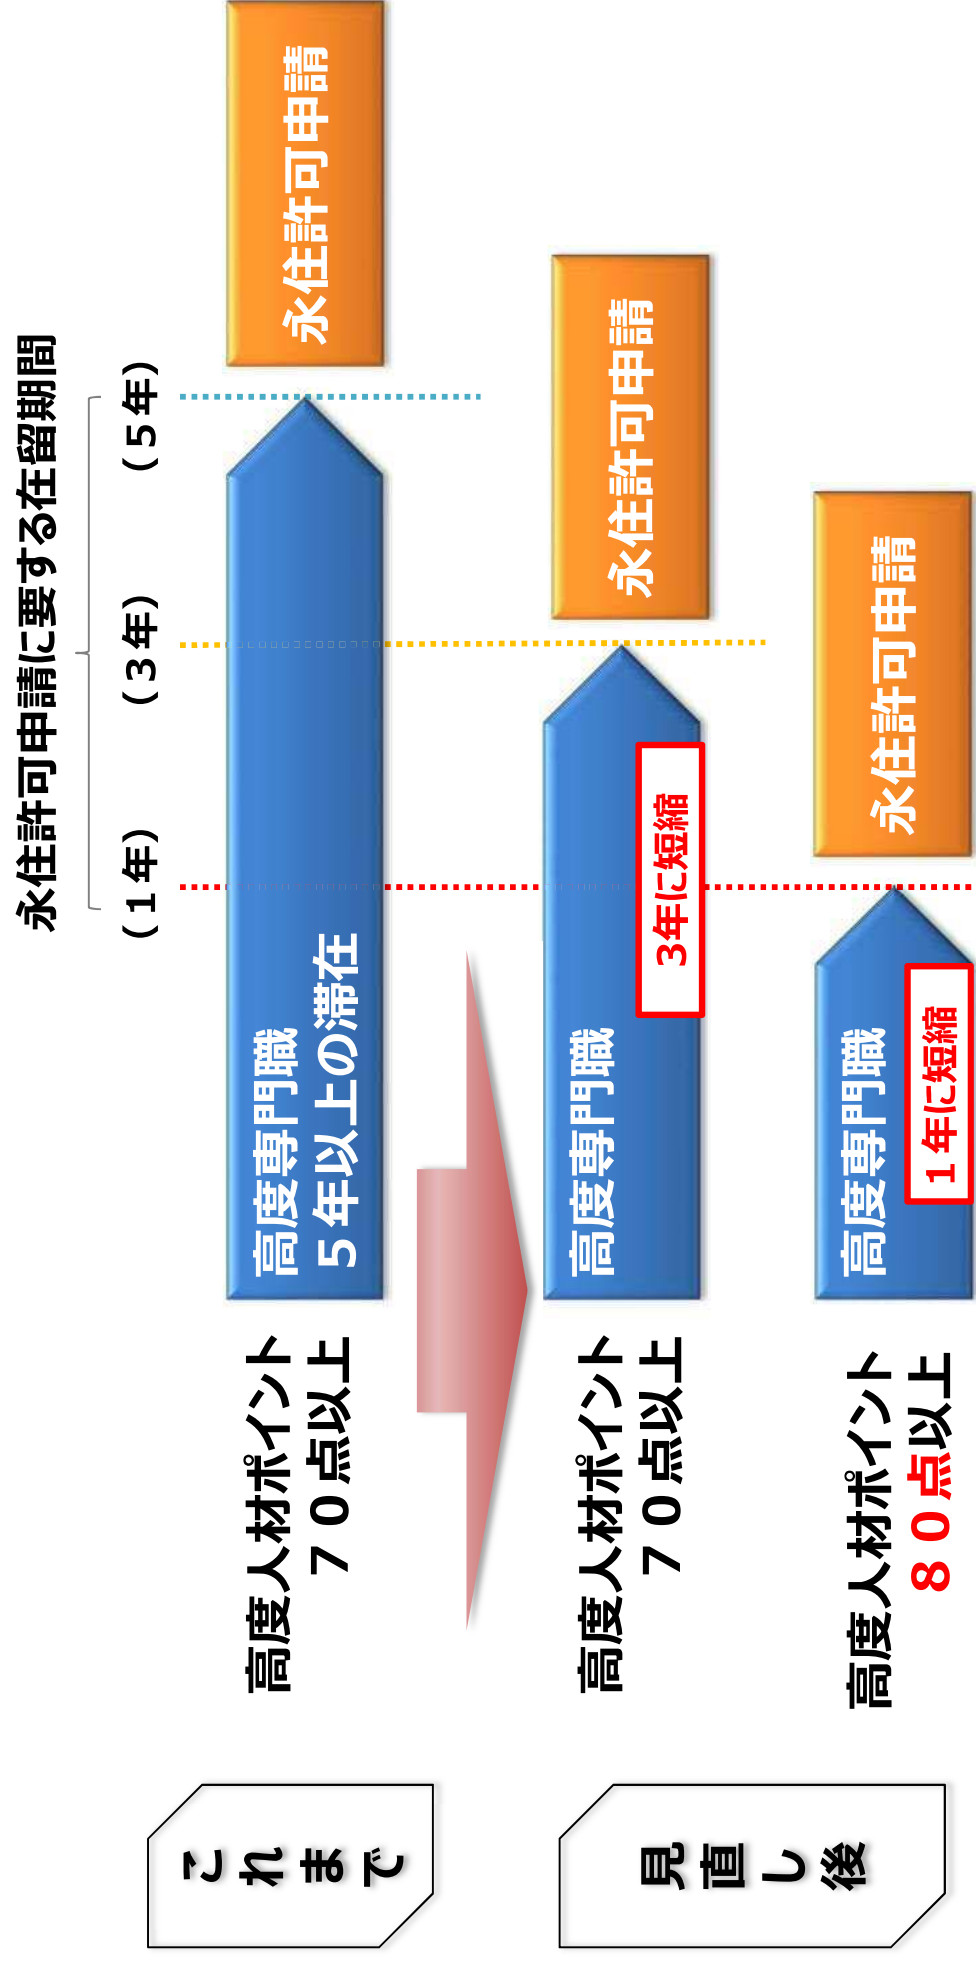 永住許可申請に要する在留期間
（１年）
（３年）
（５年）
これまで
高度人材ポイント
７０点以上
高度専門職
５年以上の滞在
永住許可申請
見直し後
高度人材ポイント
７０点以上
高度専門職
3年に短縮
永住許可申請
高度人材ポイント
８０点以上
高度専門職
１年に短縮
永住許可申請